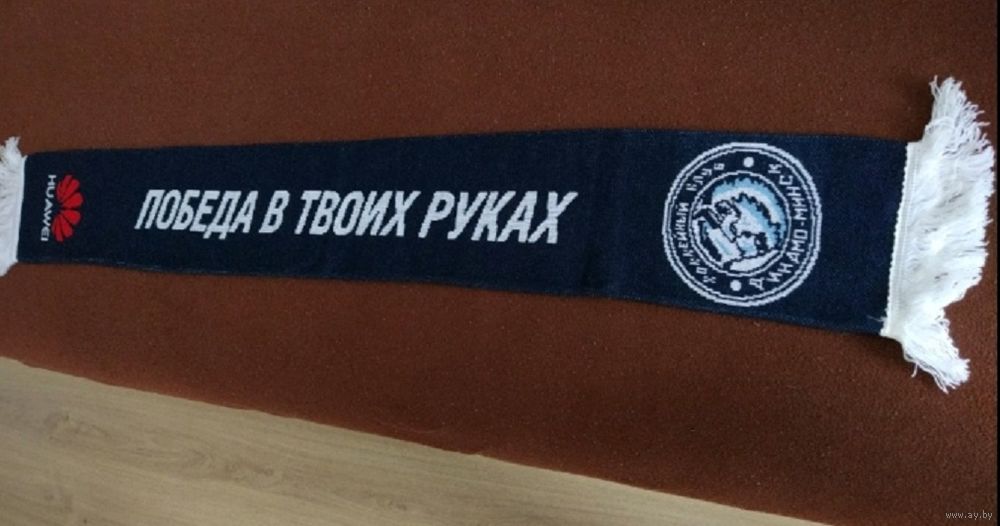 HUAWEI
ПОБЕДА В ТВОИХ РУКАХ
ХОККЕЙНЫЙ КЛУБ
ДИНАМО-МИНСК
www.ay.by